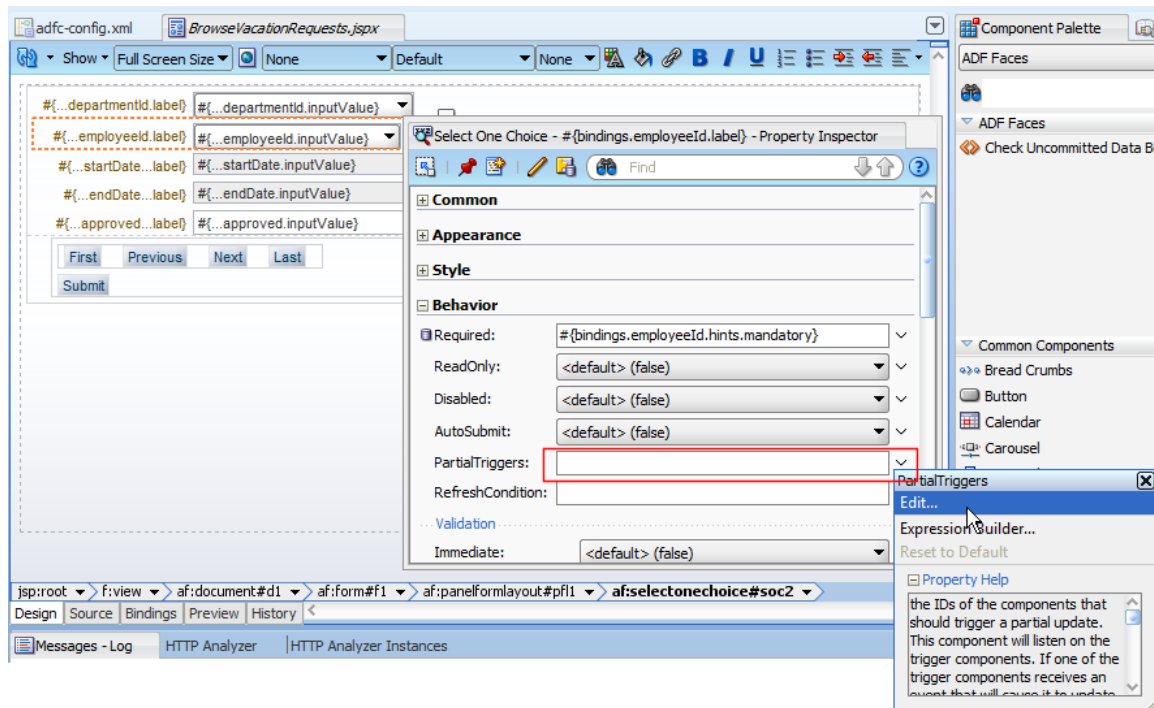 adfc-config.xml
BrowseVacationRequests.jspx
Component Palette
Show
Full Screen Size
None
Default
None
B I U
ADF Faces
#{...departmentId.label}
#{...departmentId.inputValue}
#{...employeeId.label}
#{...employeeId.inputValue}
#{...startDate...label}
#{...startDate.inputValue}
#{...endDate...label}
#{...endDate.inputValue}
#{...approved...label}
#{...approved.inputValue}
First Previous Next Last
Submit
Select One Choice - #{bindings.employeeId.label} - Property Inspector
Find
Common
Appearance
Style
Behavior
Required:
#{bindings.employeeId.hints.mandatory}
ReadOnly:
<default> (false)
Disabled:
<default> (false)
AutoSubmit:
<default> (false)
PartialTriggers:
RefreshCondition:
Validation
Immediate:
<default> (false)
ADF Faces
Check Uncommitted Data B
Common Components
Bread Crumbs
Button
Calendar
Carousel
PartialTriggers
Edit...
Expression Builder...
Reset to Default
Property Help
the IDs of the components that
should trigger a partial update.
This component will listen on the
trigger components. If one of the
trigger components receives an
event that will cause it to update
jsp:root f:view af:document#d1 af:form#f1 af:panelformlayout#pfl1 af:selectonechoice#soc2
Design Source Bindings Preview History
Messages - Log HTTP Analyzer HTTP Analyzer Instances